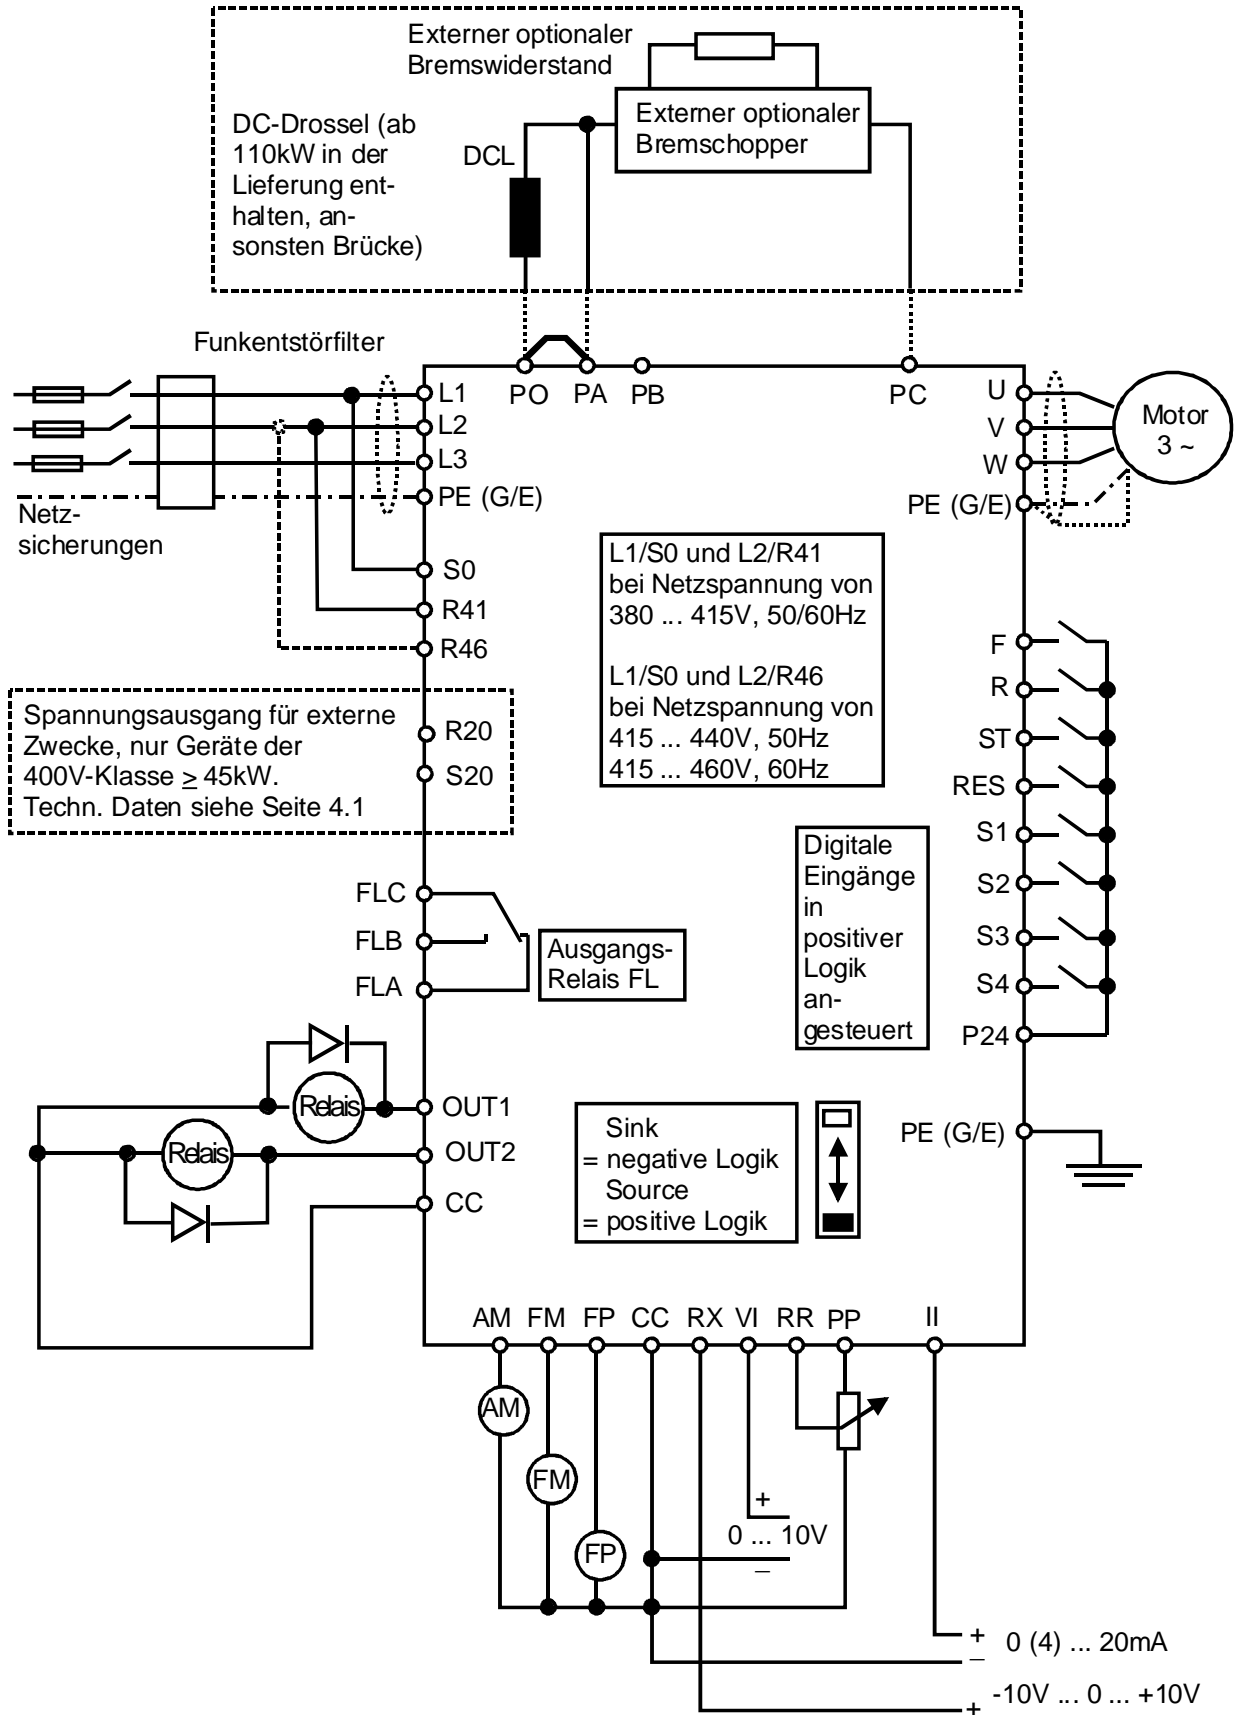 Externer optionaler
Bremswiderstand
DC-Drossel (ab
110kW in der
Lieferung ent-
halten, an-
sonsten Brücke)
DCL
Externer optionaler
Bremschopper
Funkentstörfilter
PO
PA
PB
PC
L1
L2
L3
PE (G/E)
Netz-
sicherungen
S0
R41
R46
U
V
W
PE (G/E)
Motor
3 ~
L1/S0 und L2/R41
bei Netzspannung von
380 ... 415V, 50/60Hz
L1/S0 und L2/R46
bei Netzspannung von
415 ... 440V, 50Hz
415 ... 460V, 60Hz
Spannungsausgang für externe
Zwecke, nur Geräte der
400V-Klasse ≥ 45kW.
Techn. Daten siehe Seite 4.1
R20
S20
F
R
ST
RES
S1
S2
S3
S4
P24
Digitale
Eingänge
in
positiver
Logik
an-
gesteuert
FLC
FLB
FLA
Ausgangs-
Relais FL
Relais
OUT1
Relais
OUT2
CC
Sink
= negative Logik
Source
= positive Logik
PE (G/E)
AM
FM
FP
CC
RX
VI
RR
PP
II
AM
FM
FP
+
0 ... 10V
–
+
0 (4) ... 20mA
–
-10V ... 0 ... +10V
+